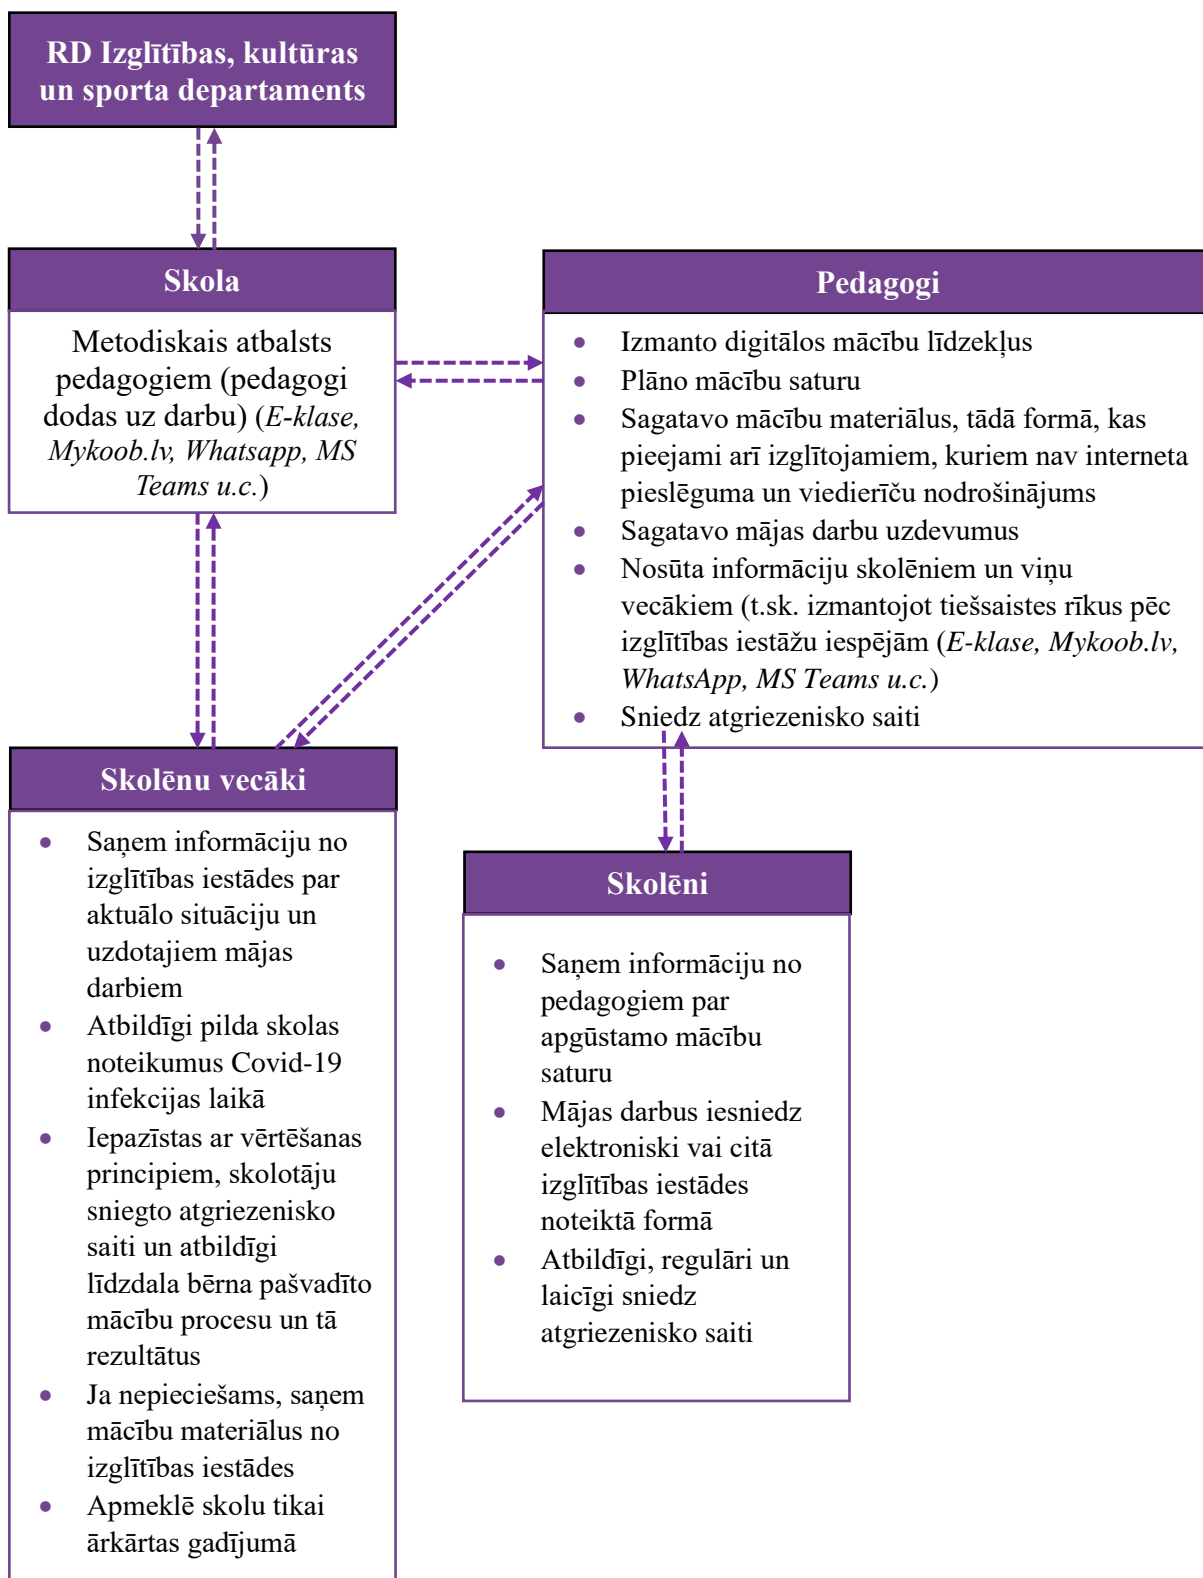 RD Izglītības, kultūras
un sporta departaments
Skola
Metodiskais atbalsts
pedagogiem (pedagogi
dodas uz darbu) (E-klase,
Mykoob.lv, Whatsapp, MS
Teams u.c.)
Pedagogi
• Izmanto digitālos mācību līdzekļus
• Plāno mācību saturu
• Sagatavo mācību materiālus, tādā formā, kas
pieejami arī izglītojamiem, kuriem nav interneta
pieslēguma un viedierīču nodrošinājums
• Sagatavo mājas darbu uzdevumus
• Nosūta informāciju skolēniem un viņu
vecākiem (t.sk. izmantojot tiešsaistes rīkus pēc
izglītības iestāžu iespējām (E-klase, Mykoob.lv,
WhatsApp, MS Teams u.c.)
• Sniedz atgriezenisko saiti
Skolēnu vecāki
• Saņem informāciju no
izglītības iestādes par
aktuālo situāciju un
uzdotajiem mājas
darbiem
• Atbildīgi pilda skolas
noteikumus Covid-19
infekcijas laikā
• Iepazīstas ar vērtēšanas
principiem, skolotāju
sniegto atgriezenisko
saiti un atbildīgi
līdzdala bērna pašvadīto
mācību procesu un tā
rezultātus
• Ja nepieciešams, saņem
mācību materiālus no
izglītības iestādes
• Apmeklē skolu tikai
ārkārtas gadījumā
Skolēni
• Saņem informāciju no
pedagogiem par
apgūstamo mācību
saturu
• Mājas darbus iesniedz
elektroniski vai citā
izglītības iestādes
noteiktā formā
• Atbildīgi, regulāri un
laicīgi sniedz
atgriezenisko saiti